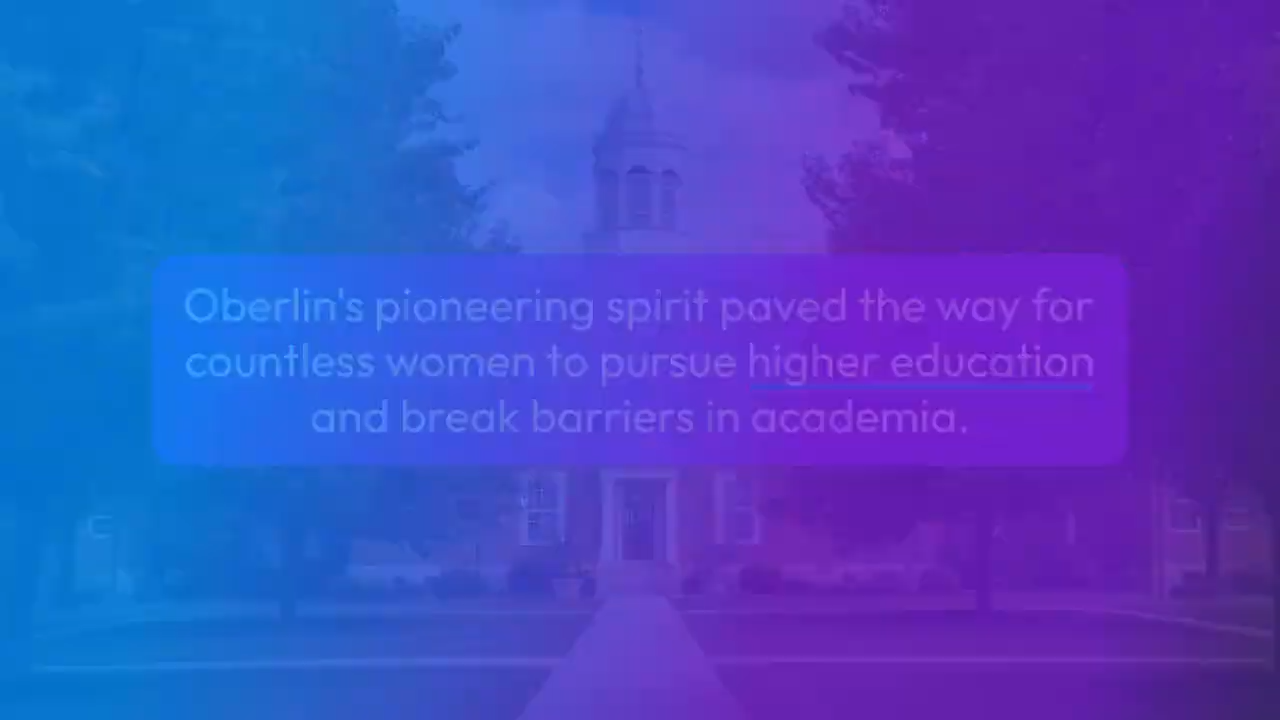 Oberlin's pioneering spirit paved the way for
countless women to pursue higher education
and break barriers in academia.